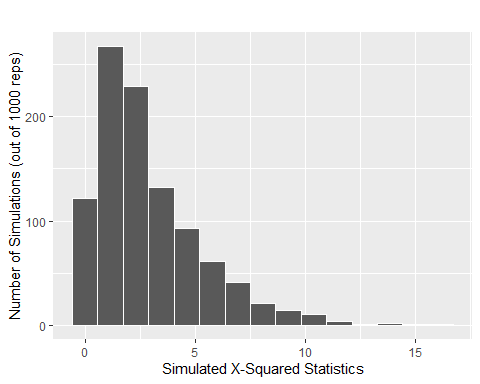 Number of Simulations (out of 1000 reps)
200
100
0
0 5 10 15
Simulated X-Squared Statistics